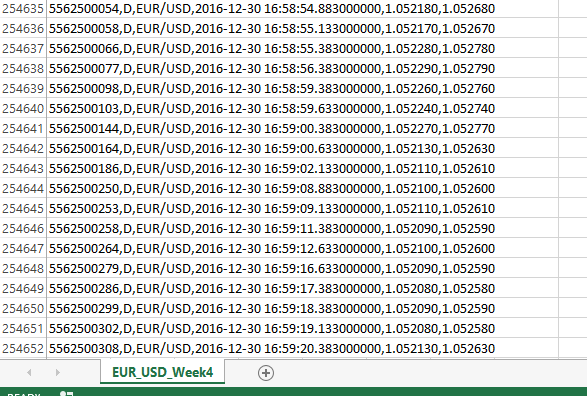 254635 5562500054,D,EUR/USD,2016-12-30 16:58:54.883000000,1.052180,1.052680
254636 5562500058,D,EUR/USD,2016-12-30 16:58:55.133000000,1.052170,1.052670
254637 5562500066,D,EUR/USD,2016-12-30 16:58:55.383000000,1.052280,1.052780
254638 5562500077,D,EUR/USD,2016-12-30 16:58:56.383000000,1.052290,1.052790
254639 5562500098,D,EUR/USD,2016-12-30 16:58:59.383000000,1.052260,1.052760
254640 5562500103,D,EUR/USD,2016-12-30 16:58:59.633000000,1.052240,1.052740
254641 5562500144,D,EUR/USD,2016-12-30 16:59:00.383000000,1.052270,1.052770
254642 5562500164,D,EUR/USD,2016-12-30 16:59:00.633000000,1.052130,1.052630
254643 5562500186,D,EUR/USD,2016-12-30 16:59:02.133000000,1.052110,1.052610
254644 5562500250,D,EUR/USD,2016-12-30 16:59:08.883000000,1.052100,1.052600
254645 5562500253,D,EUR/USD,2016-12-30 16:59:09.133000000,1.052110,1.052610
254646 5562500258,D,EUR/USD,2016-12-30 16:59:11.383000000,1.052090,1.052590
254647 5562500264,D,EUR/USD,2016-12-30 16:59:12.633000000,1.052100,1.052600
254648 5562500279,D,EUR/USD,2016-12-30 16:59:16.633000000,1.052090,1.052590
254649 5562500286,D,EUR/USD,2016-12-30 16:59:17.383000000,1.052080,1.052580
254650 5562500299,D,EUR/USD,2016-12-30 16:59:18.383000000,1.052090,1.052590
254651 5562500302,D,EUR/USD,2016-12-30 16:59:19.133000000,1.052080,1.052580
254652 5562500308,D,EUR/USD,2016-12-30 16:59:20.383000000,1.052130,1.052630
EUR_USD_Week4
READY